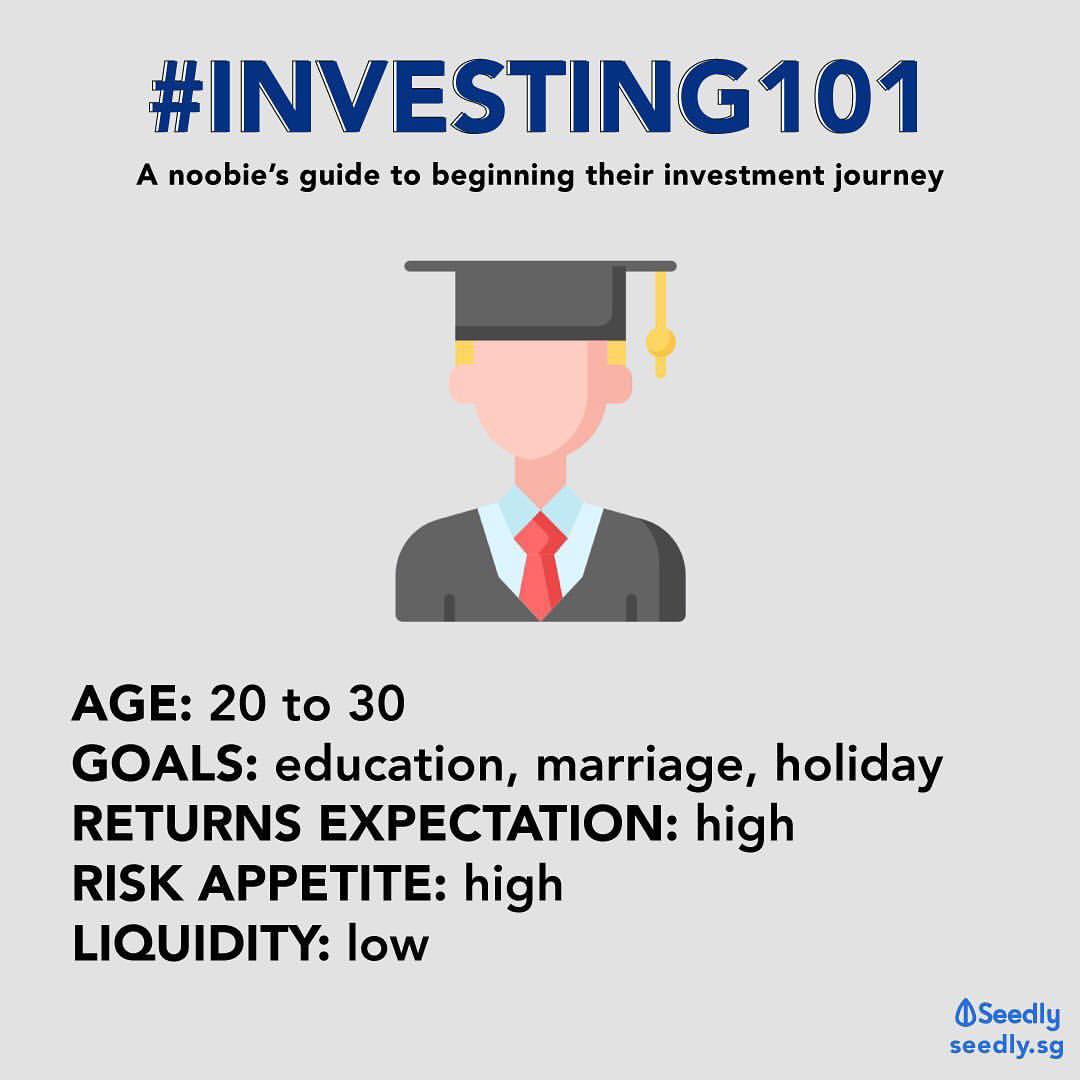 #INVESTING101
A noobie’s guide to beginning their investment journey
AGE: 20 to 30
GOALS: education, marriage, holiday
RETURNS EXPECTATION: high
RISK APPETITE: high
LIQUIDITY: low
Seedly
seedly.sg